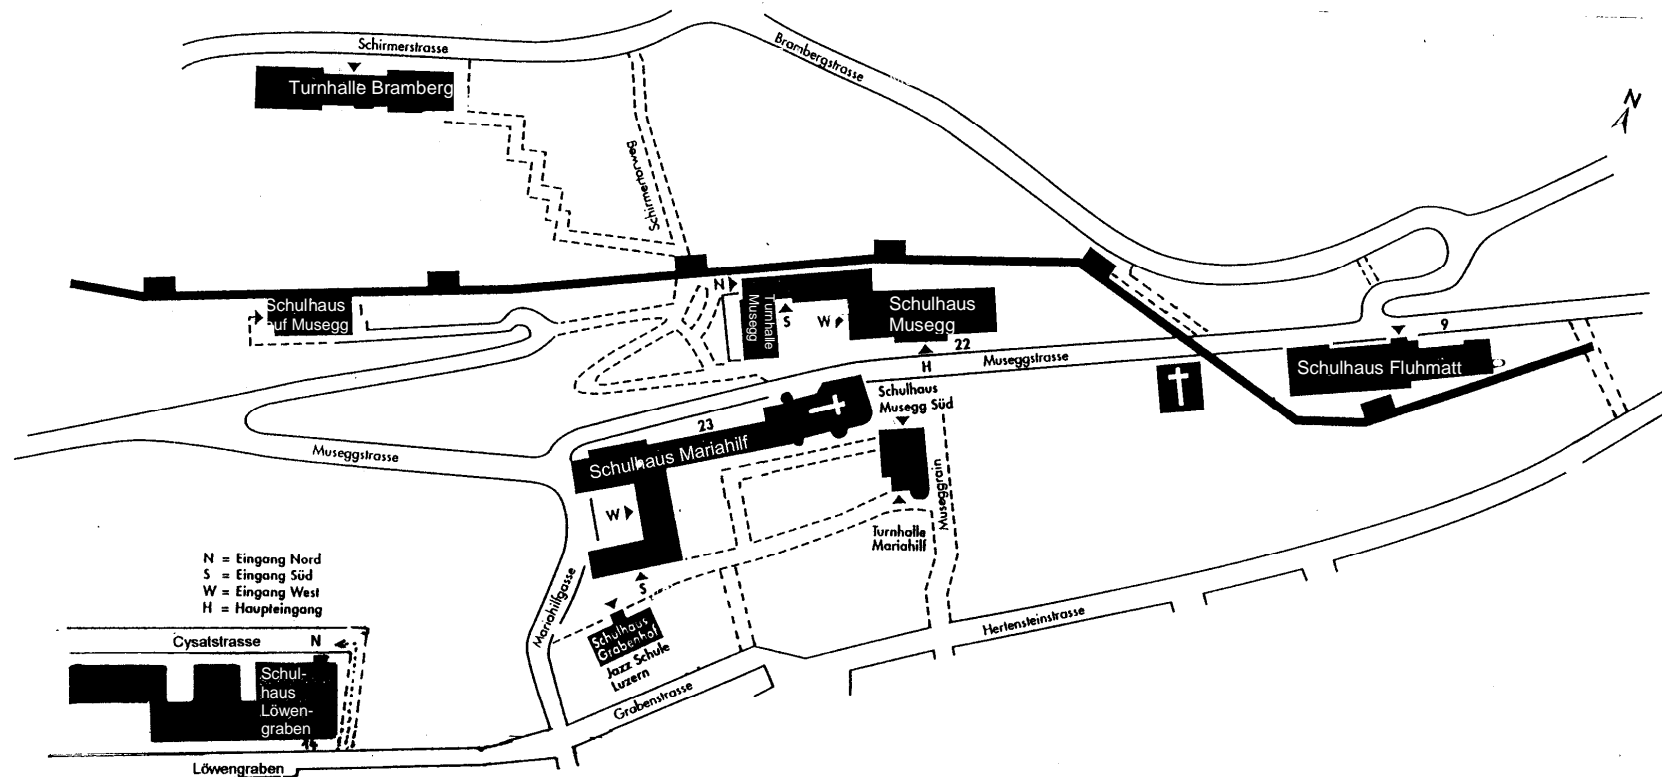 Schirmerstrasse
Brambergstrasse
Turnhalle Bramberg
N
Schirmertorweg
Schulhaus
auf Musegg
N
Turnhalle
Musegg
S
W
Schulhaus
Musegg
22
H
Museggstrasse
9
Schulhaus Fluhmatt
Schulhaus
Musegg Süd
23
Schulhaus Mariahilf
Museggstrasse
W
Museggrain
Turnhalle
Mariahilf
S
Mariahilfgasse
Schulhaus
Grabenhof
Jazz Schule
Luzern
Hertensteinstrasse
Grabenstrasse
N = Eingang Nord
S = Eingang Süd
W = Eingang West
H = Haupteingang
Cysatstrasse
N
Schul-
haus
Löwen-
graben
Löwengraben